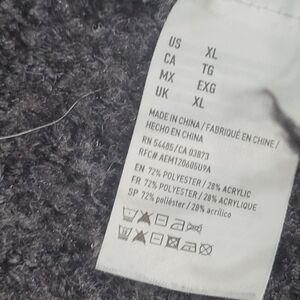 US XL
CA TG
MX EXG
UK XL
MADE IN CHINA / FABRIQUÉ EN CHINE /
HECHO EN CHINA
RN 54485/CA 03873
RFC# AEM12060SU9A
EN 72% POLYESTER / 28% ACRYLIC
FR 72% POLYESTER / 28% ACRYLIQUE
SP 72% poliéster / 28% acrílico